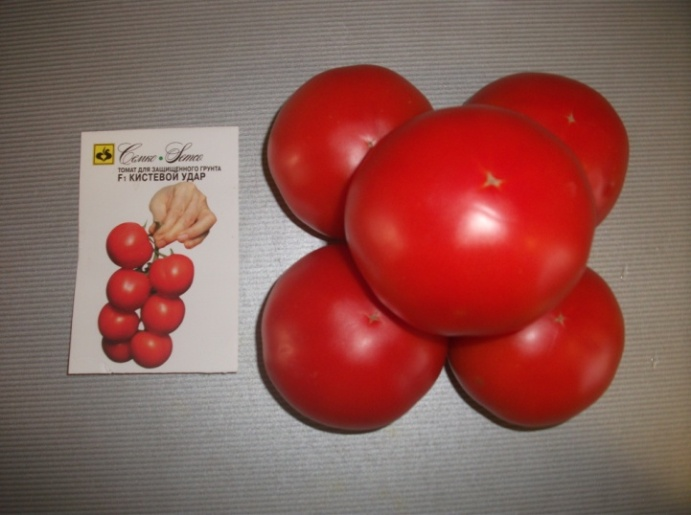 Семко • Semco
ТОМАТ ДЛЯ ЗАЩИЩЕННОГО ГРУНТА
F1 КИСТЕВОЙ УДАР